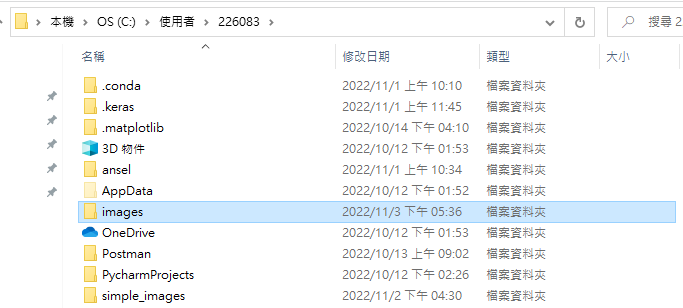 本機 > OS (C:) > 使用者 > 226083 >
搜尋 2
名稱 修改日期 類型 大小
.conda 2022/11/1 上午 10:10 檔案資料夾
.keras 2022/11/1 上午 11:45 檔案資料夾
.matplotlib 2022/10/14 下午 04:10 檔案資料夾
3D 物件 2022/10/12 下午 01:53 檔案資料夾
ansel 2022/11/1 上午 10:34 檔案資料夾
AppData 2022/10/12 下午 01:52 檔案資料夾
images 2022/11/3 下午 05:36 檔案資料夾
OneDrive 2022/10/12 下午 01:53 檔案資料夾
Postman 2022/10/13 上午 09:02 檔案資料夾
PycharmProjects 2022/10/12 下午 02:26 檔案資料夾
simple_images 2022/11/2 下午 04:30 檔案資料夾